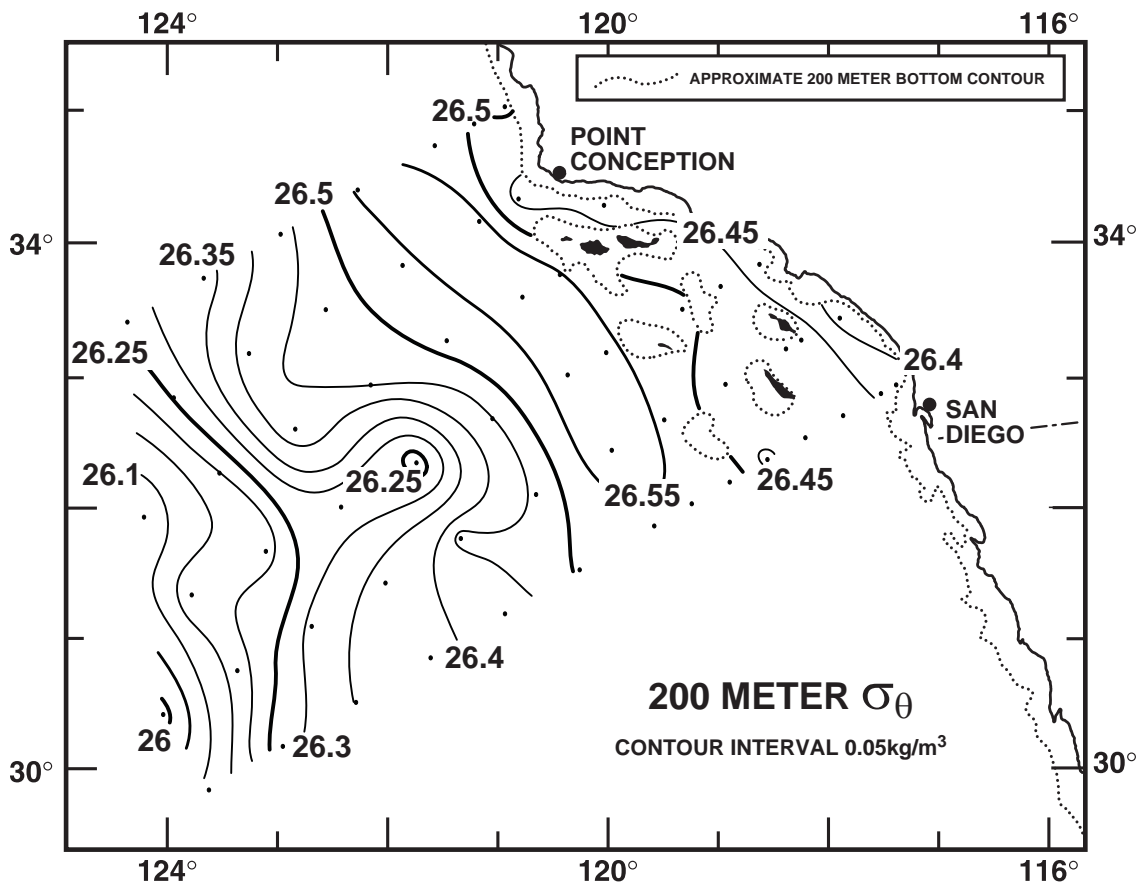 124° 120° 116°
APPROXIMATE 200 METER BOTTOM CONTOUR
26.5
POINT
CONCEPTION
26.5
26.45
34° 34°
26.35
26.25
26.4
SAN
DIEGO
26.1
26.25
26.45
26.55
26.4
200 METER σθ
26
26.3
CONTOUR INTERVAL 0.05kg/m³
30° 30°
124° 120° 116°